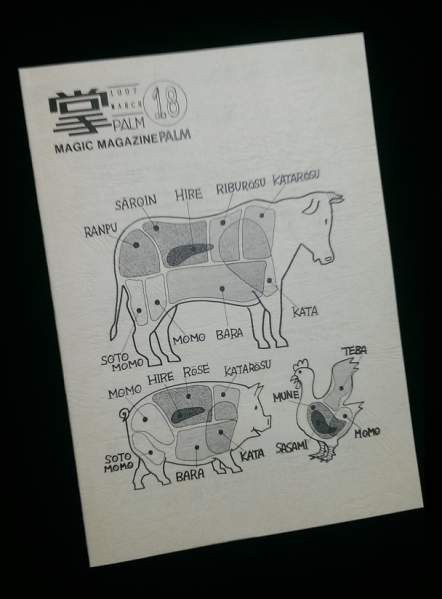 掌
1997
MARCH
18
PALM
MAGIC MAGAZINE PALM
SAROIN
HIRE
RIBUROSU
KATAROSU
RANPU
SOTO
MOMO
MOMO
BARA
KATA
MOMO
HIRE
ROSE
KATAROSU
SOTO
MOMO
BARA
KATA
TEBA
MUNE
SASAMI
MOMO